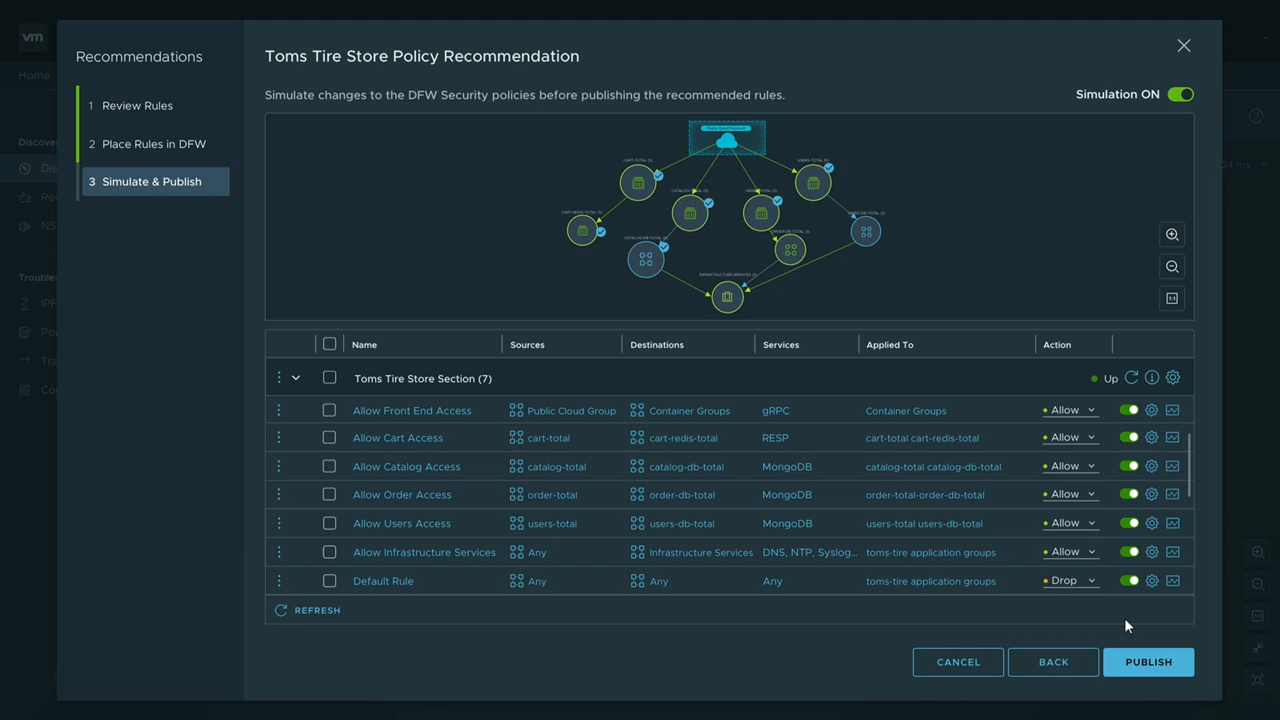 vm
Recommendations
1 Review Rules
2 Place Rules in DFW
3 Simulate & Publish
Home
Toms Tire Store Policy Recommendation
Simulate changes to the DFW Security policies before publishing the recommended rules.
Simulation ON
24 hrs
CART-TOTAL (5)
Name Sources Destinations Services Applied To Action
Toms Tire Store Section (7) Up
Allow Front End Access Public Cloud Group Container Groups gRPC Container Groups Allow
Allow Cart Access cart-total cart-redis-total RESP cart-total cart-redis-total Allow
Allow Catalog Access catalog-total catalog-db-total MongoDB catalog-total catalog-db-total Allow
Allow Order Access order-total order-db-total MongoDB order-total-order-db-total Allow
Allow Users Access users-total users-db-total MongoDB users-total users-db-total Allow
Allow Infrastructure Services Any Infrastructure Services DNS, NTP, Syslog... toms-tire application groups Allow
Default Rule Any Any Any toms-tire application groups Drop
REFRESH
CANCEL BACK PUBLISH